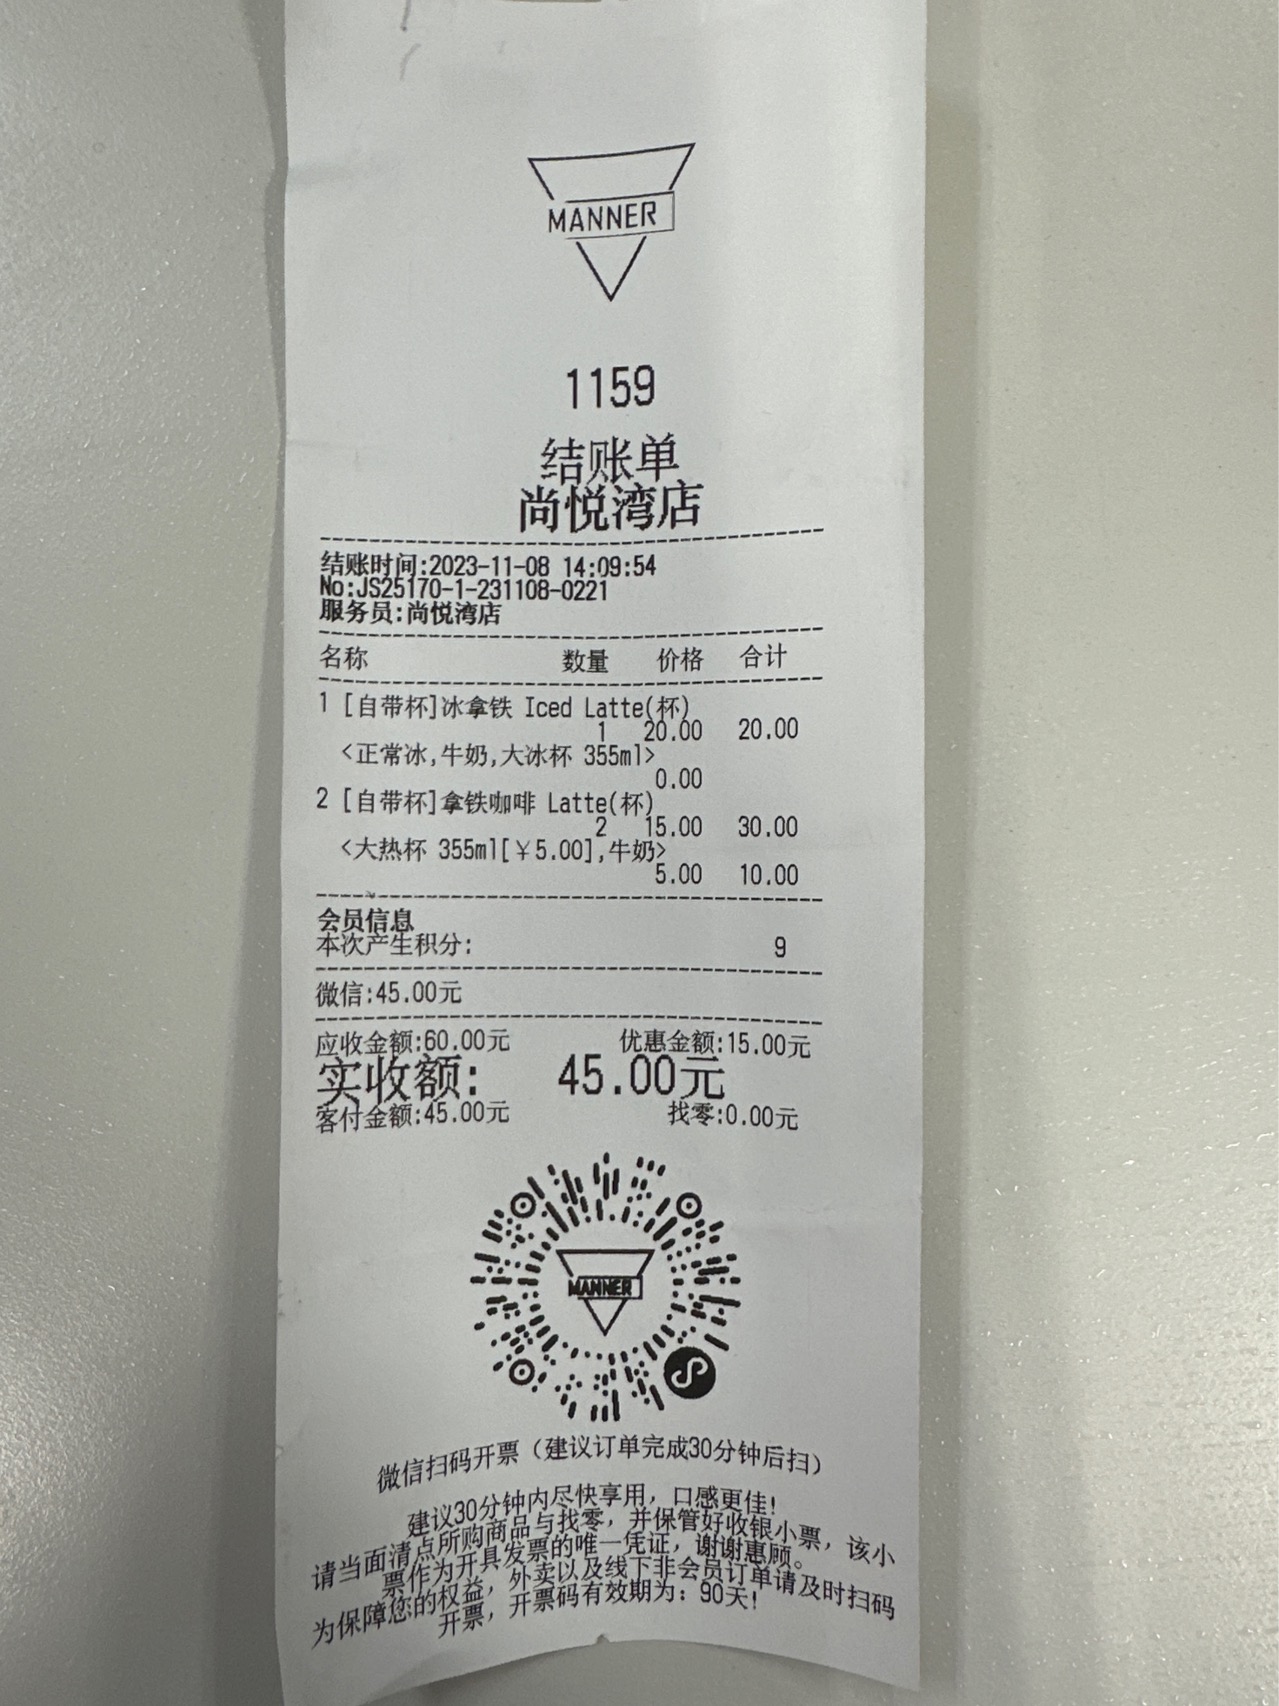 MANNER
1159
结账单
尚悦湾店
结账时间:2023-11-08 14:09:54
No:JS25170-1-231108-0221
服务员:尚悦湾店
名称 数量 价格 合计
1 [自带杯]冰拿铁 Iced Latte(杯)
1 20.00 20.00
<正常冰,牛奶,大冰杯 355ml>
0.00
2 [自带杯]拿铁咖啡 Latte(杯)
2 15.00 30.00
<大热杯 355ml[￥5.00],牛奶>
5.00 10.00
会员信息
本次产生积分: 9
微信:45.00元
应收金额:60.00元 优惠金额:15.00元
实收额: 45.00元
客付金额:45.00元 找零:0.00元
MANNER
微信扫码开票（建议订单完成30分钟后扫）
建议30分钟内尽快享用，口感更佳！
请当面清点所购商品与找零，并保管好收银小票，该小
票作为开具发票的唯一凭证，谢谢惠顾。
为保障您的权益，外卖以及线下非会员订单请及时扫码
开票，开票码有效期为：90天！